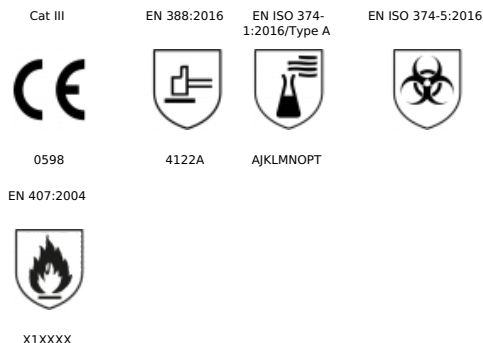 Cat III
EN 388:2016
EN ISO 374-
1:2016/Type A
EN ISO 374-5:2016
CE
0598
4122A
AJKLMNOPT
EN 407:2004
X1XXXX